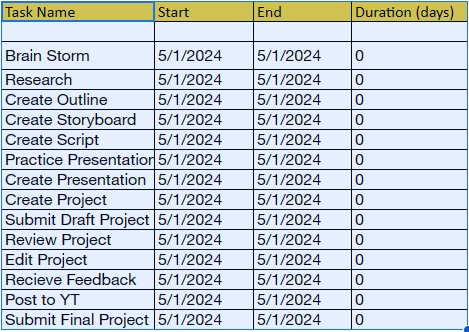 Task Name Start End Duration (days)
Brain Storm 5/1/2024 5/1/2024 0
Research 5/1/2024 5/1/2024 0
Create Outline 5/1/2024 5/1/2024 0
Create Storyboard 5/1/2024 5/1/2024 0
Create Script 5/1/2024 5/1/2024 0
Practice Presentation 5/1/2024 5/1/2024 0
Create Presentation 5/1/2024 5/1/2024 0
Create Project 5/1/2024 5/1/2024 0
Submit Draft Project 5/1/2024 5/1/2024 0
Review Project 5/1/2024 5/1/2024 0
Edit Project 5/1/2024 5/1/2024 0
Recieve Feedback 5/1/2024 5/1/2024 0
Post to YT 5/1/2024 5/1/2024 0
Submit Final Project 5/1/2024 5/1/2024 0